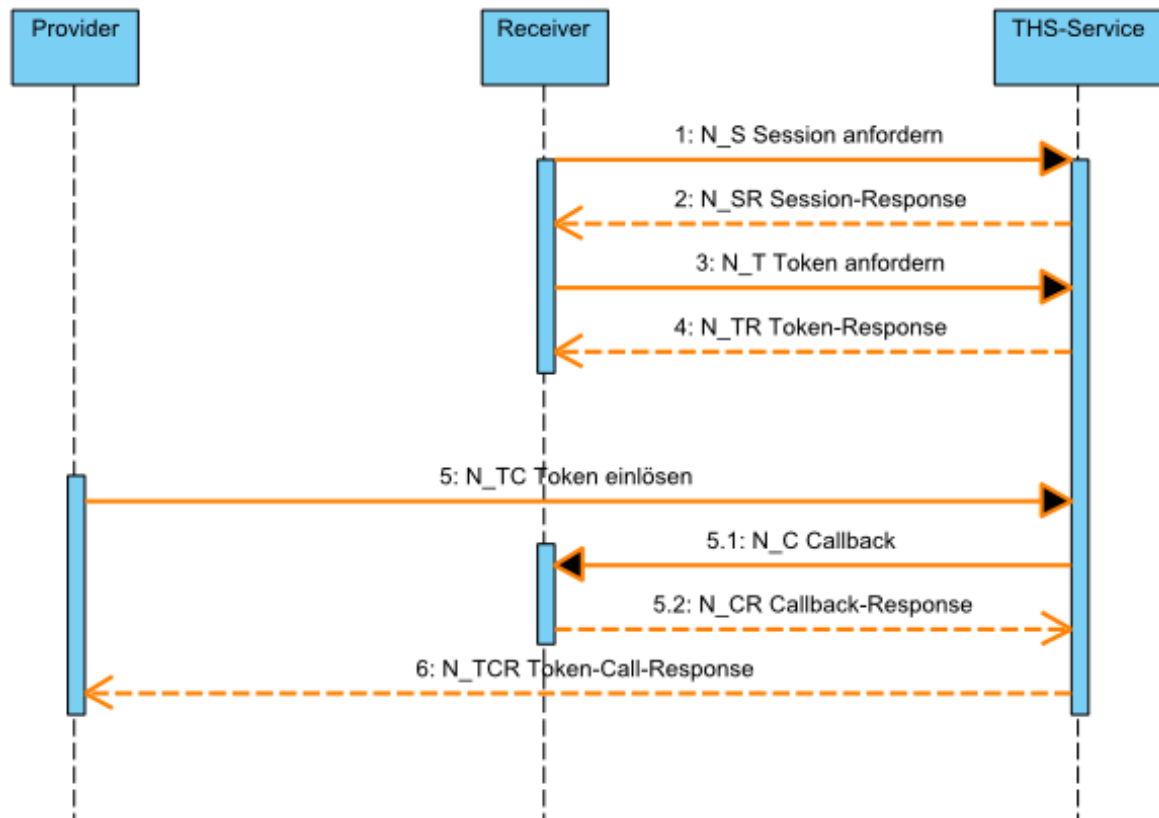 Provider
Receiver
THS-Service
1: N_S Session anfordern
2: N_SR Session-Response
3: N_T Token anfordern
4: N_TR Token-Response
5: N_TC Token einlösen
5.1: N_C Callback
5.2: N_CR Callback-Response
6: N_TCR Token-Call-Response